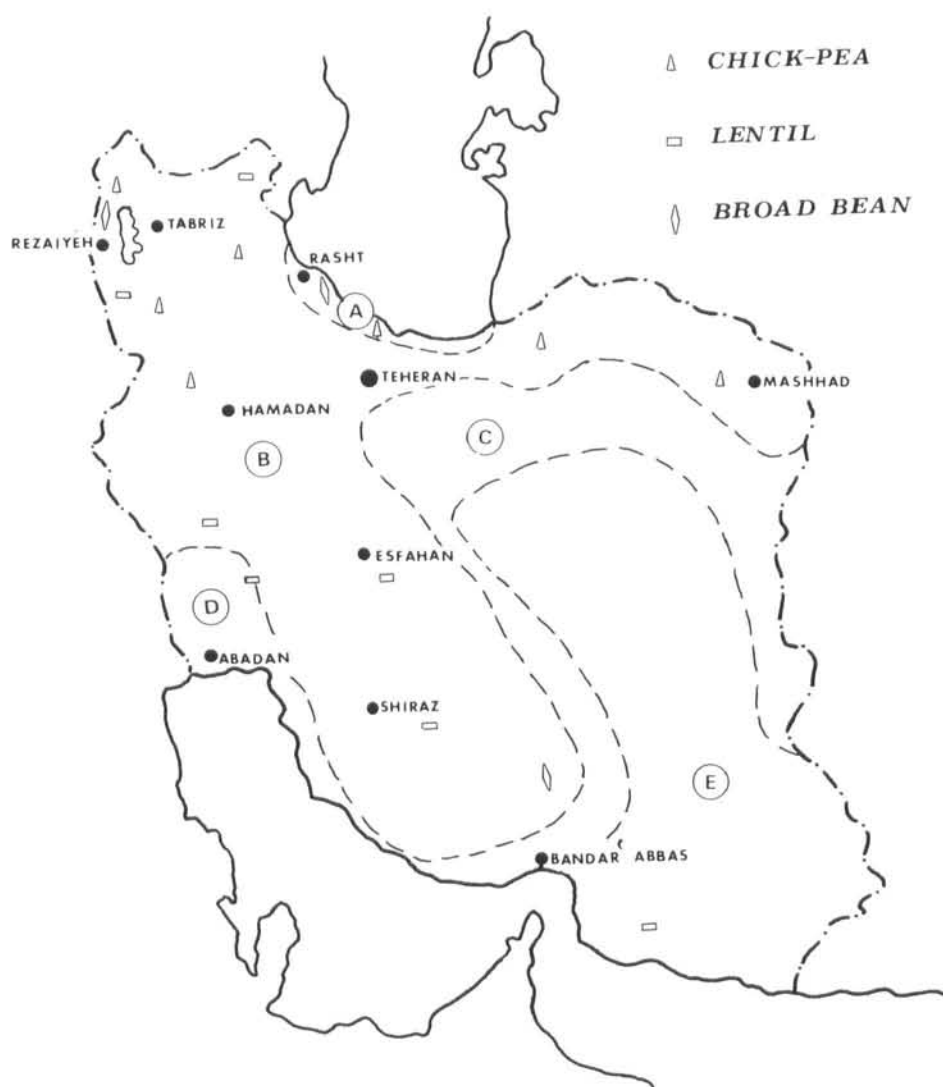 CHICK-PEA
LENTIL
BROAD BEAN
TABRIZ
REZAIYEH
RASHT
A
TEHERAN
MASHHAD
HAMADAN
C
B
ESFAHAN
D
ABADAN
SHIRAZ
E
BANDAR ABBAS